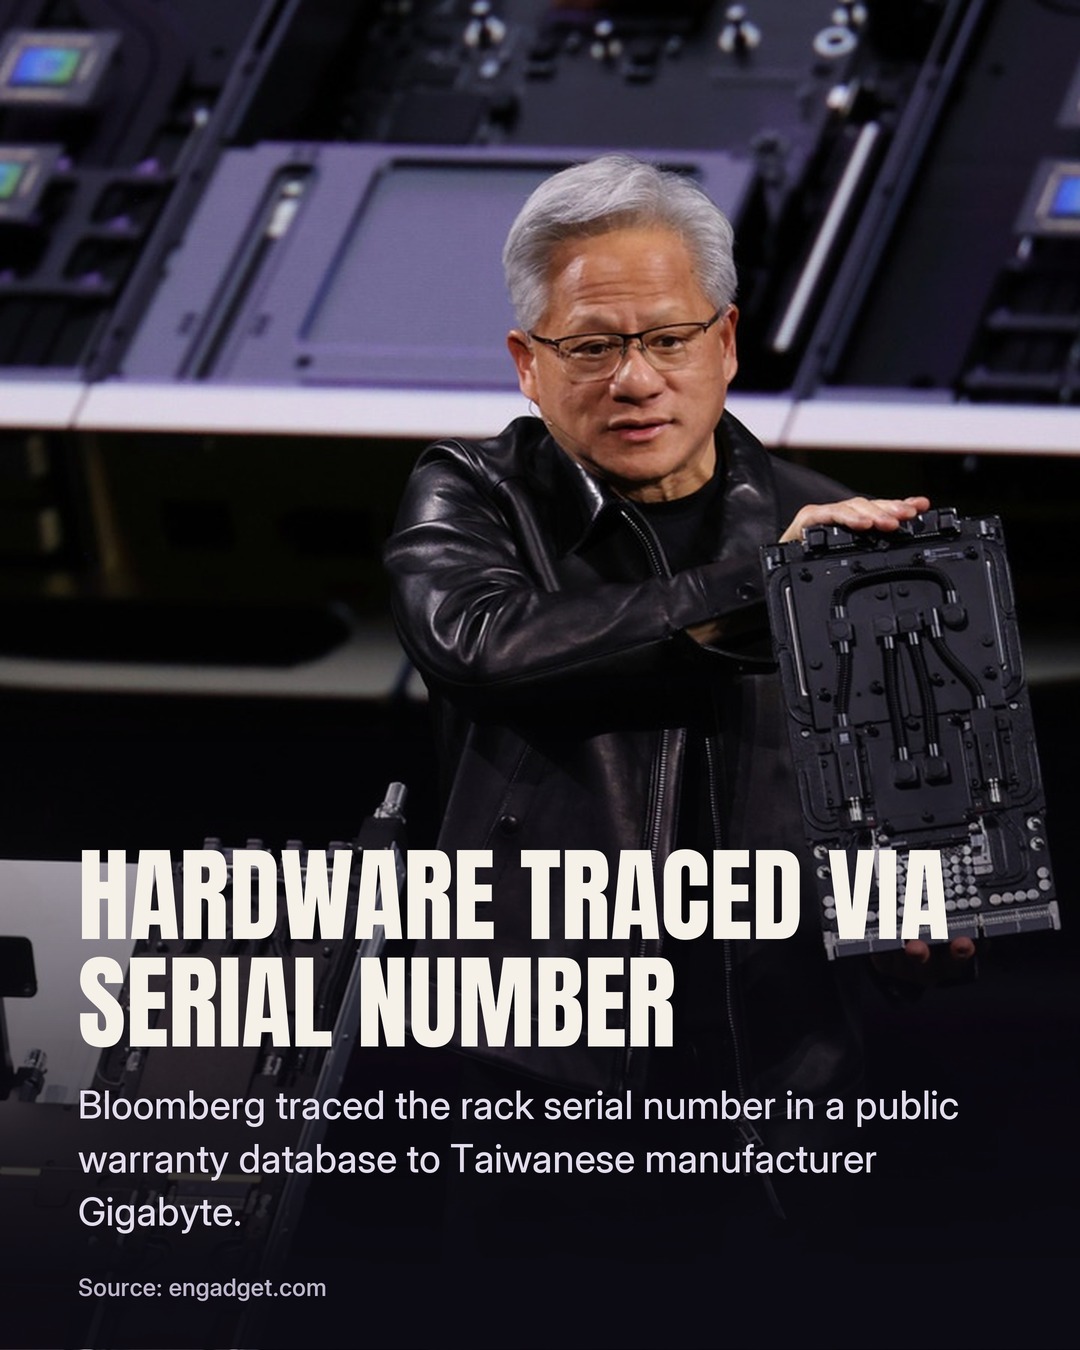 HARDWARE TRACED VIA
SERIAL NUMBER
Bloomberg traced the rack serial number in a public
warranty database to Taiwanese manufacturer
Gigabyte.
Source: engadget.com